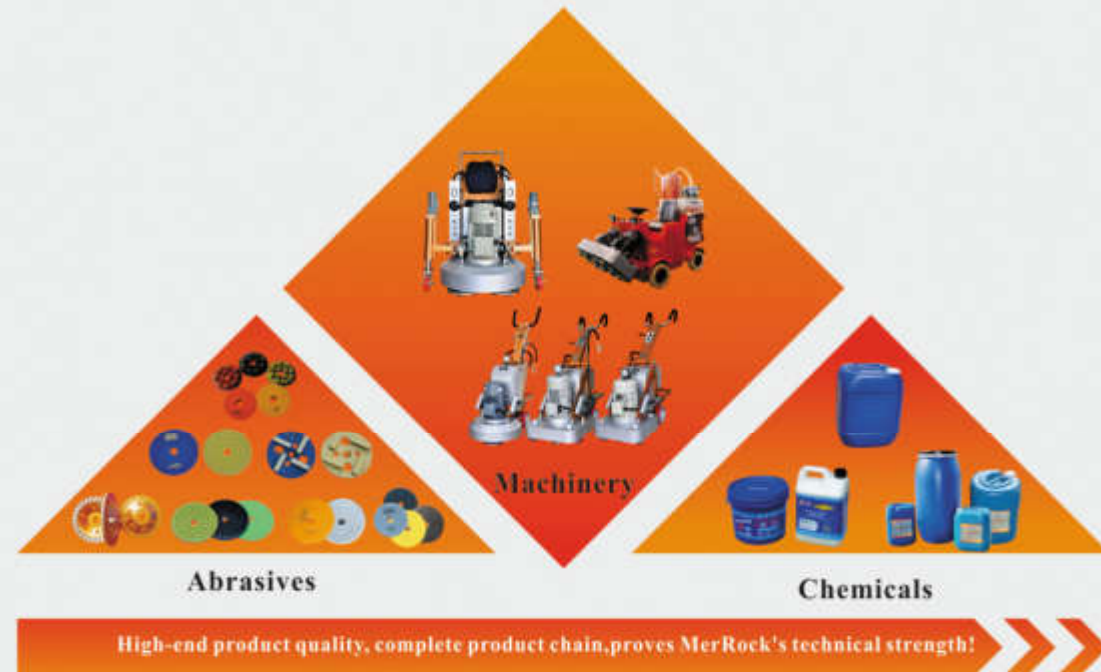 Machinery
Abrasives
Chemicals
High-end product quality, complete product chain,proves MerRock's technical strength!